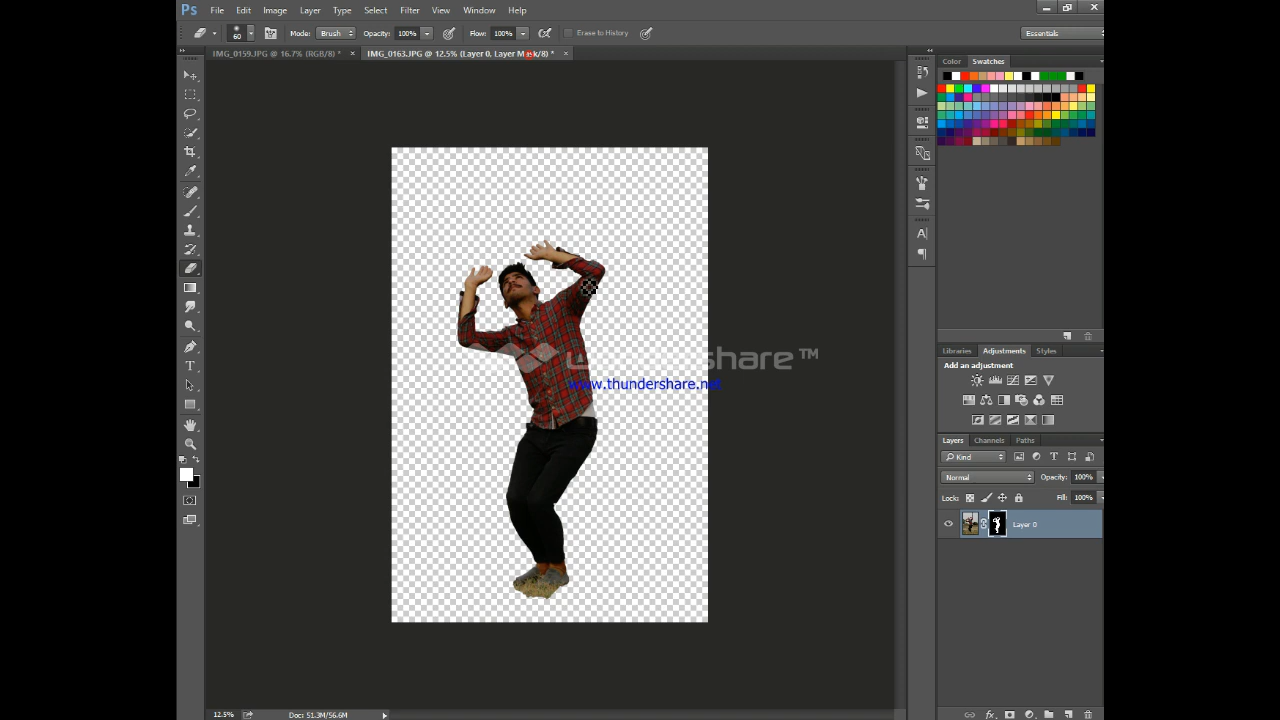 Ps File Edit Image Layer Type Select Filter View Window Help
60 Mode: Brush Opacity: 100% Flow: 100% Erase to History Essentials
IMG_0159.JPG @ 16.7% (RGB/8) * × IMG_0163.JPG @ 12.5% (Layer 0, Layer Mask/8) * ×
Color Swatches
Libraries Adjustments Styles
Add an adjustment
www.thundershare.net
Layers Channels Paths
Kind
Normal Opacity: 100%
Lock: Fill: 100%
Layer 0
12.5% Doc: 51.3M/56.6M